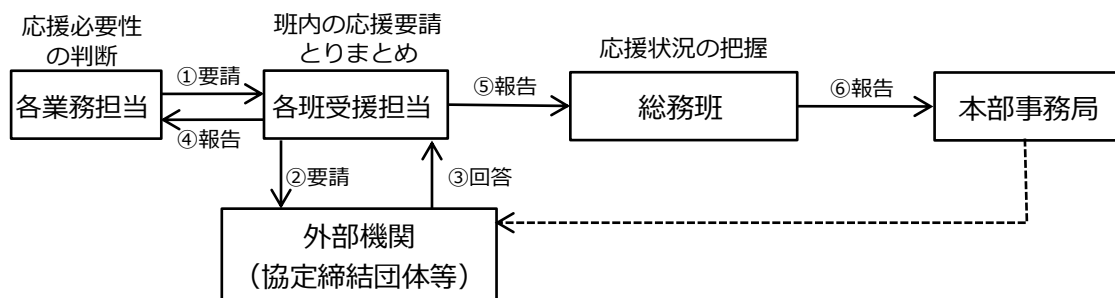 応援必要性
の判断
班内の応援要請
とりまとめ
応援状況の把握
各業務担当
①要請
④報告
各班受援担当
⑤報告
総務班
⑥報告
本部事務局
②要請
③回答
外部機関
（協定締結団体等）